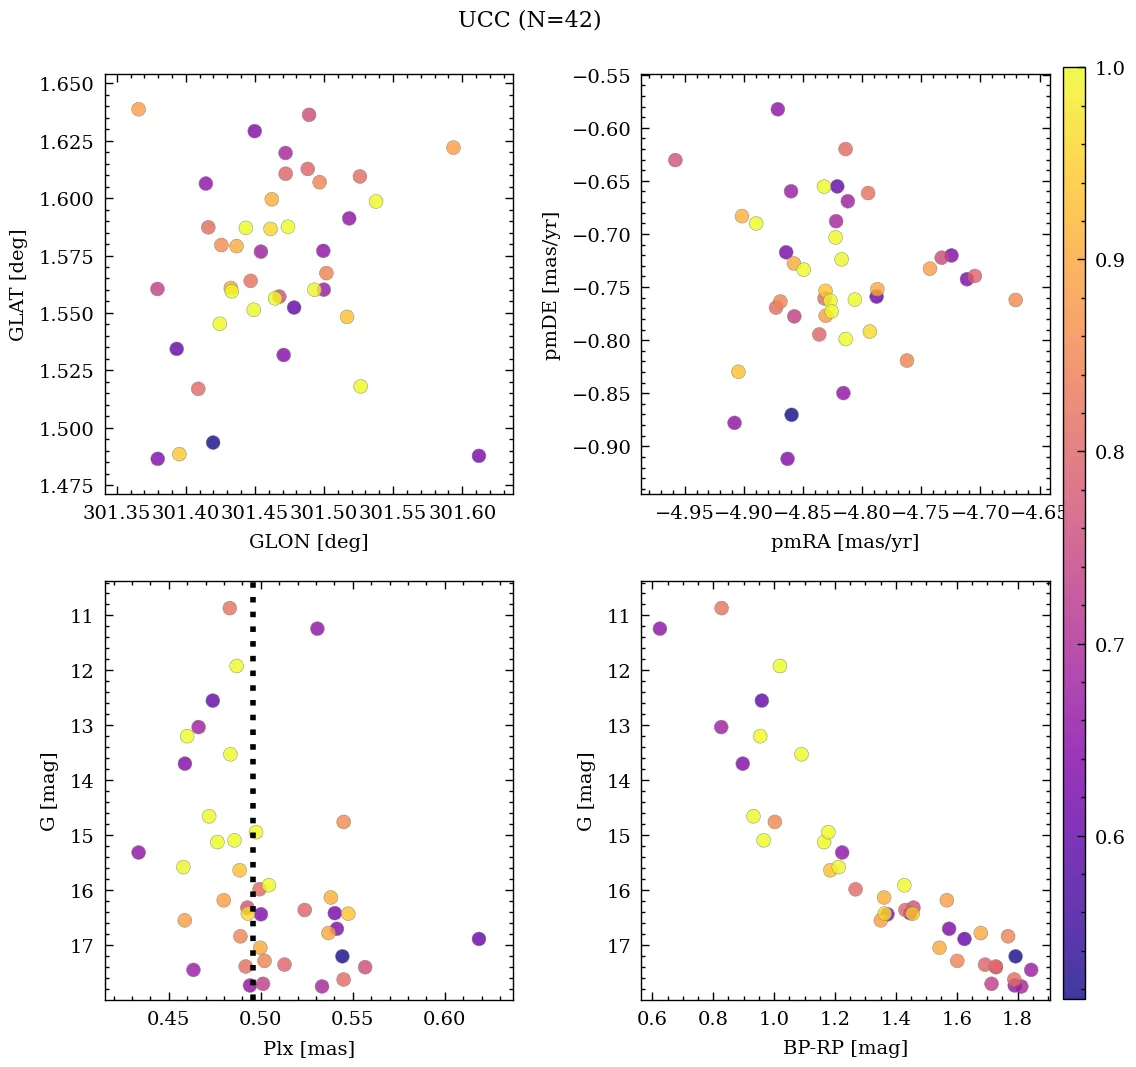 UCC (N=42)
1.650
1.625
1.600
1.575
1.550
1.525
1.500
1.475
GLAT [deg]
301.35 301.40 301.45 301.50 301.55 301.60
GLON [deg]
−0.55
−0.60
−0.65
−0.70
−0.75
−0.80
−0.85
−0.90
pmDE [mas/yr]
−4.95 −4.90 −4.85 −4.80 −4.75 −4.70 −4.65
pmRA [mas/yr]
1.0
0.9
0.8
0.7
0.6
11
12
13
14
15
16
17
G [mag]
0.45 0.50 0.55 0.60
Plx [mas]
11
12
13
14
15
16
17
G [mag]
0.6 0.8 1.0 1.2 1.4 1.6 1.8
BP-RP [mag]